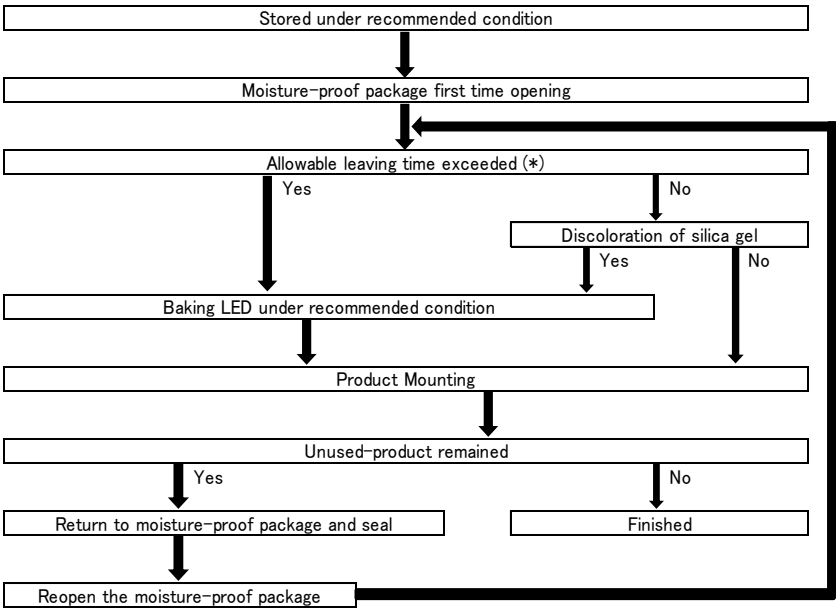 Stored under recommended condition
Moisture-proof package first time opening
Allowable leaving time exceeded (*)
Yes
No
Discoloration of silica gel
Yes
No
Baking LED under recommended condition
Product Mounting
Unused-product remained
Yes
No
Return to moisture-proof package and seal
Finished
Reopen the moisture-proof package